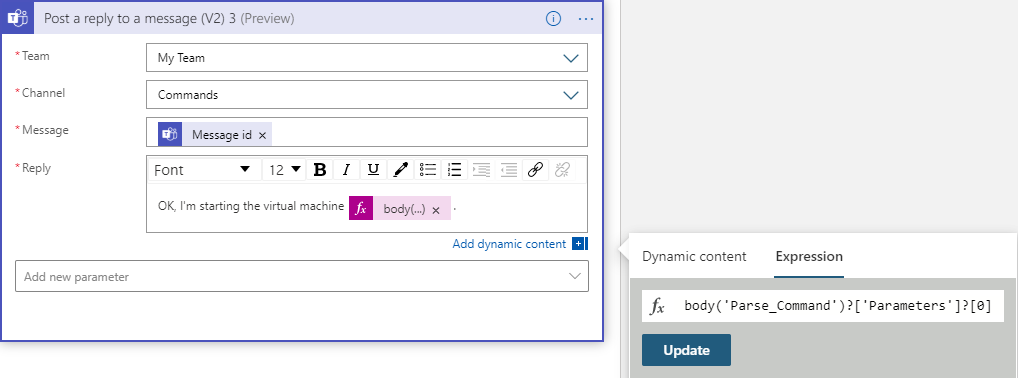 Post a reply to a message (V2) 3 (Preview)
* Team
My Team
* Channel
Commands
* Message
Message id ×
* Reply
Font 12 B I U
OK, I'm starting the virtual machine fx body(...) × .
Add dynamic content
Add new parameter
Dynamic content Expression
fx body('Parse_Command')?['Parameters']?[0]
Update